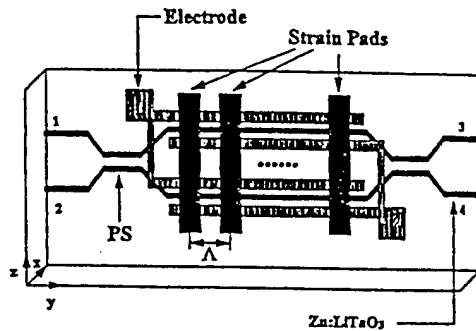 Electrode
Strain Pads
1
3
2
4
PS
Λ
z
x
y
Zn:LiTaO3